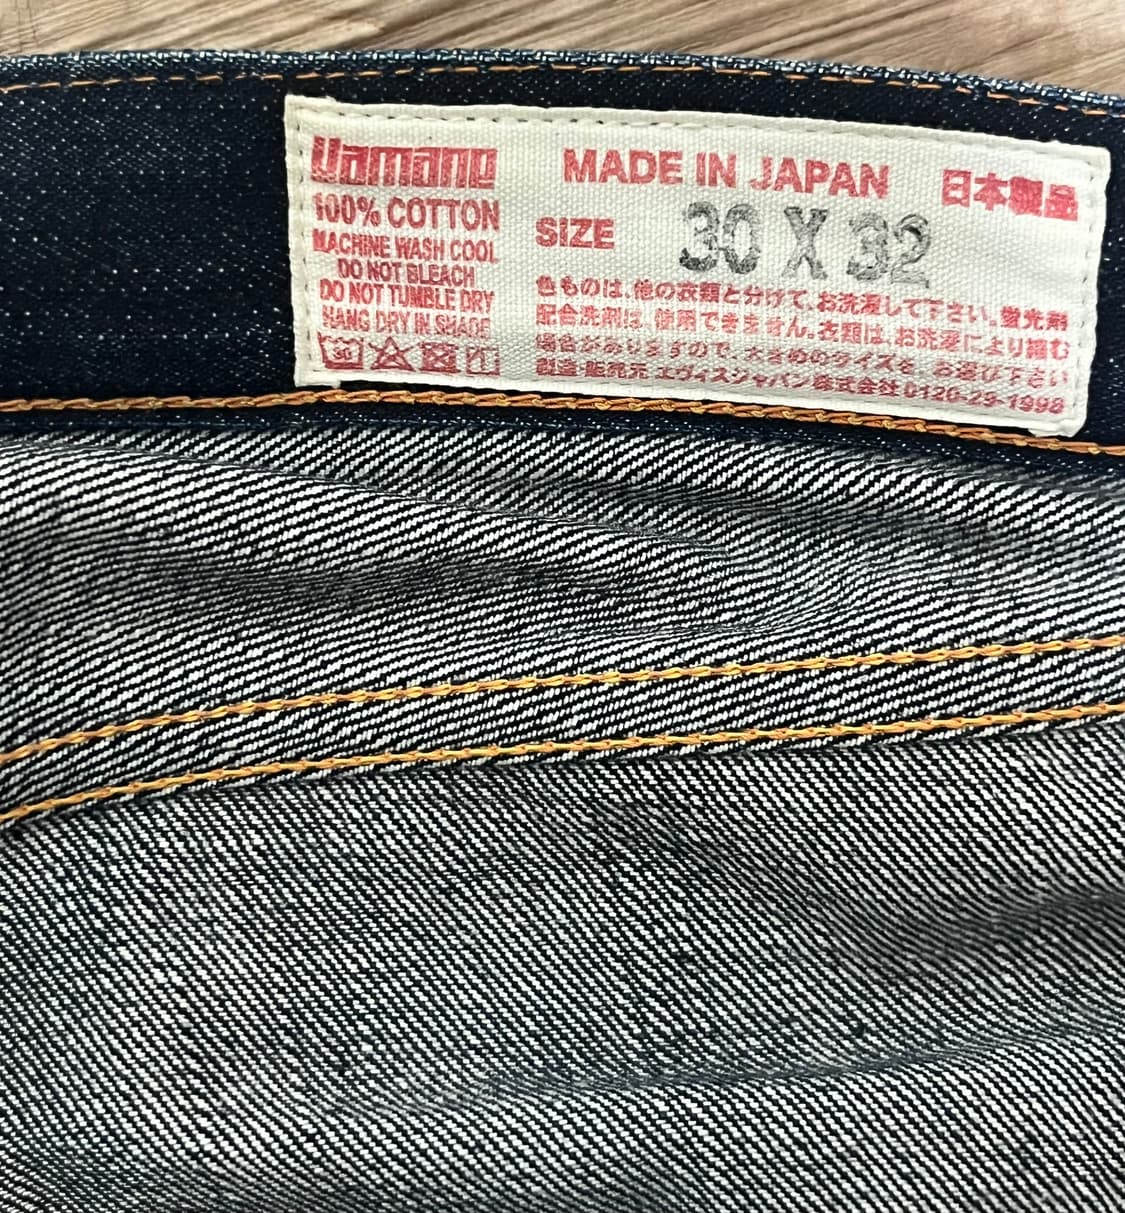 Yamane
100% COTTON
MACHINE WASH COOL
DO NOT BLEACH
DO NOT TUMBLE DRY
HANG DRY IN SHADE
30
MADE IN JAPAN 日本製品
SIZE 30 X 32
色ものは、他の衣類と分けて、お洗濯して下さい。蛍光剤
配合洗剤は、使用できません。衣類は、お洗濯により縮む
場合がありますので、大きめのサイズを、お選び下さい
製造・販売元 エヴィスジャパン株式会社 0120-29-1998